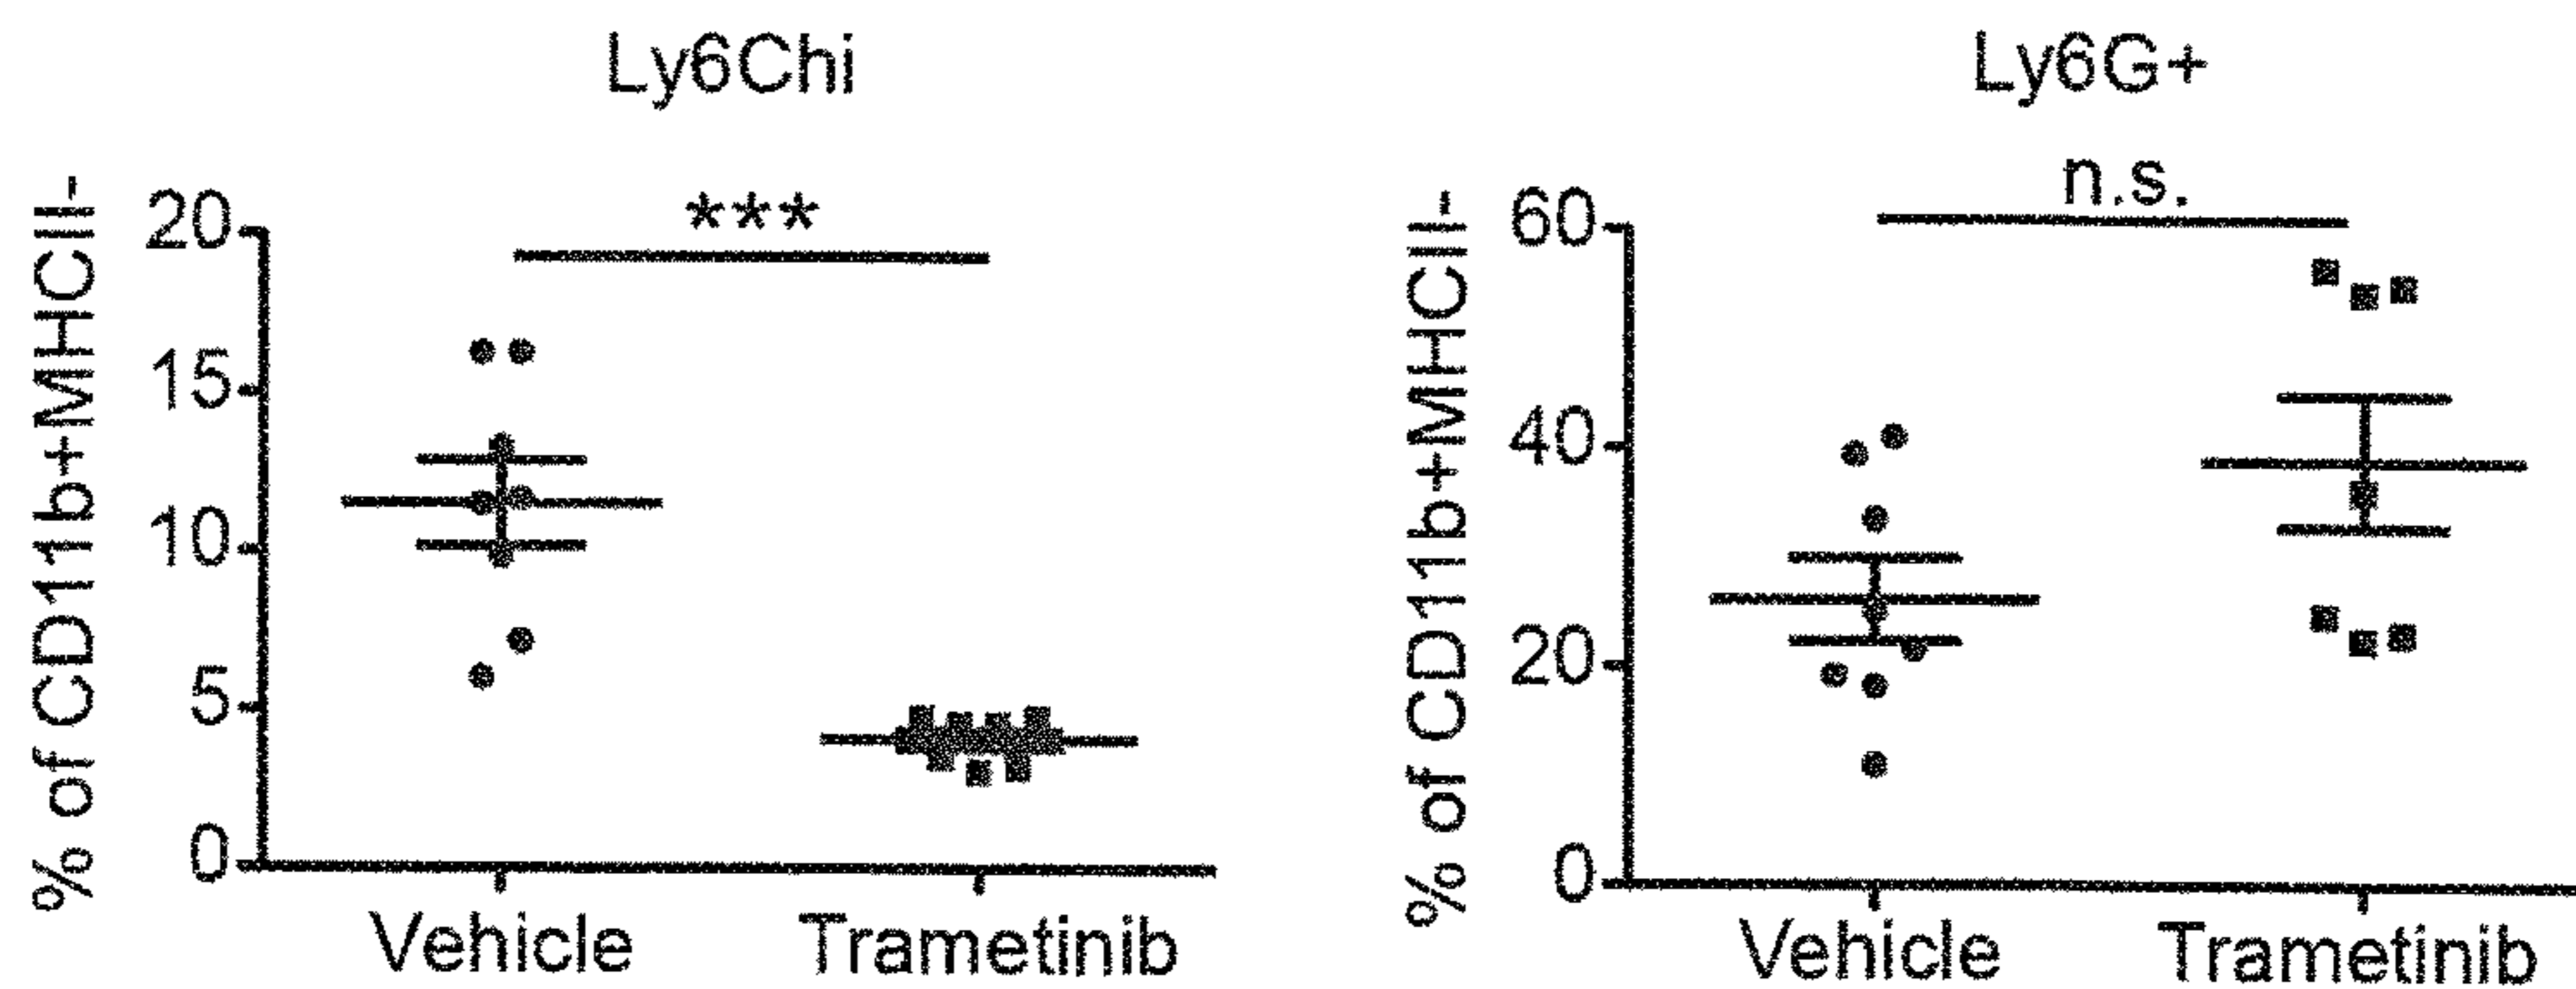 Ly6Chi
% of CD11b+MHCII-
20
15
10
5
0
***
Vehicle
Trametinib
Ly6G+
% of CD11b+MHCII-
60
40
20
0
n.s.
Vehicle
Trametinib